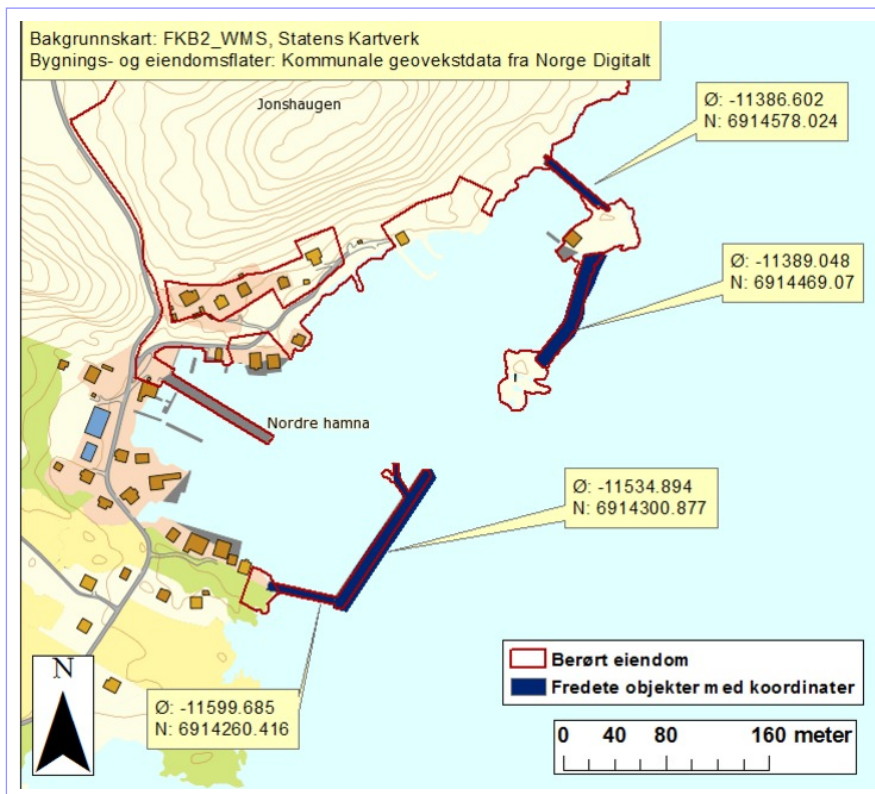 Bakgrunnskart: FKB2_WMS, Statens Kartverk
Bygnings- og eiendomsflater: Kommunale geovekstdata fra Norge Digitalt
Jonshaugen
Ø: -11386.602
N: 6914578.024
Ø: -11389.048
N: 6914469.07
Nordre hamna
Ø: -11534.894
N: 6914300.877
Ø: -11599.685
N: 6914260.416
N
Berørt eiendom
Fredete objekter med koordinater
0 40 80 160 meter